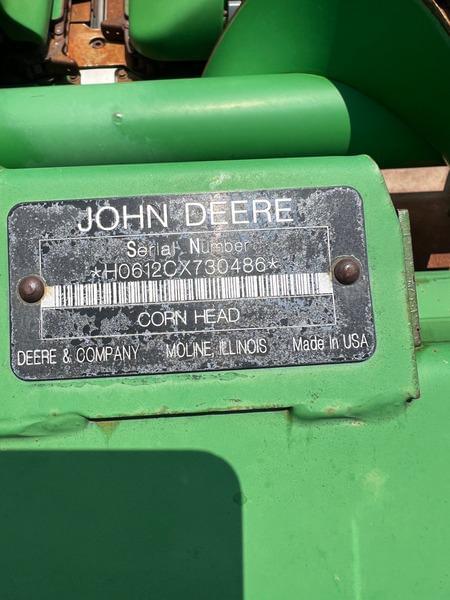 JOHN DEERE
Serial Number
*H0612CX730486*
CORN HEAD
DEERE & COMPANY MOLINE, ILLINOIS Made In USA